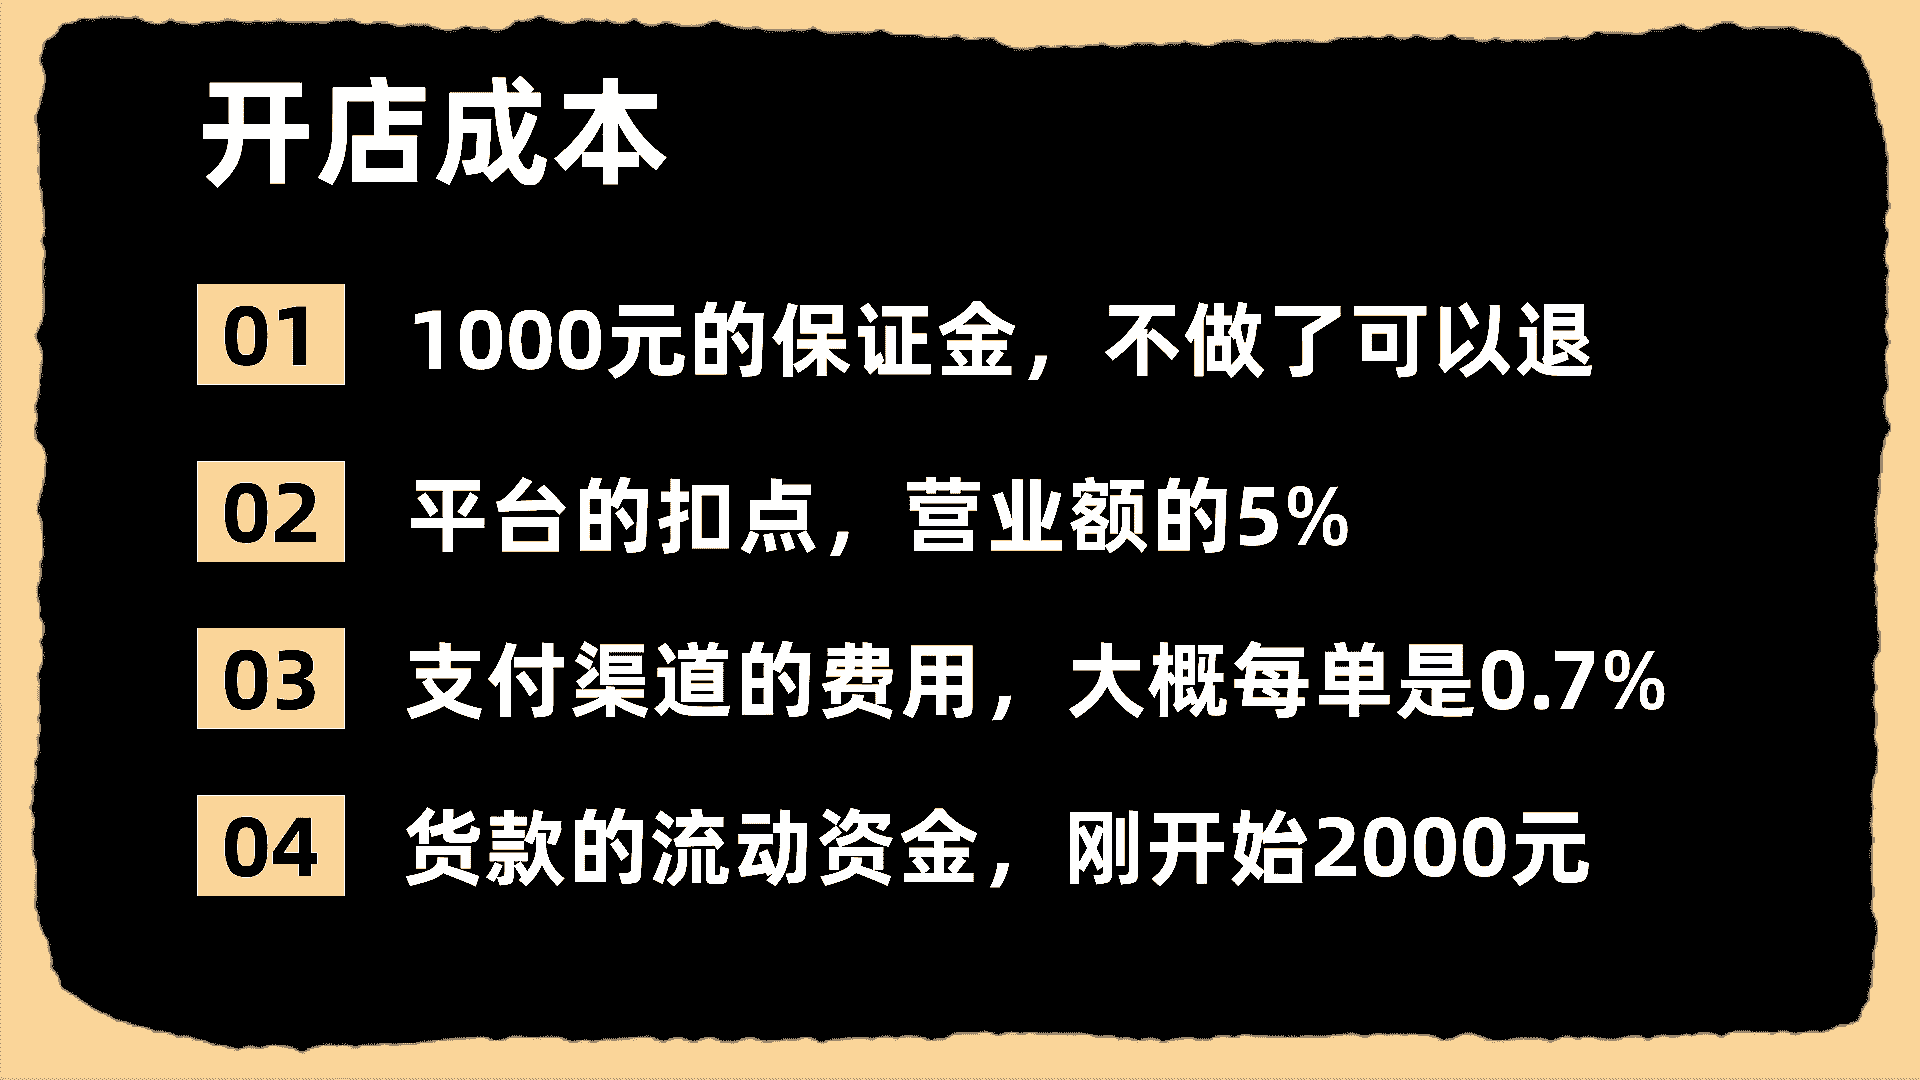 开店成本
01 1000元的保证金，不做了可以退
02 平台的扣点，营业额的5%
03 支付渠道的费用，大概每单是0.7%
04 货款的流动资金，刚开始2000元